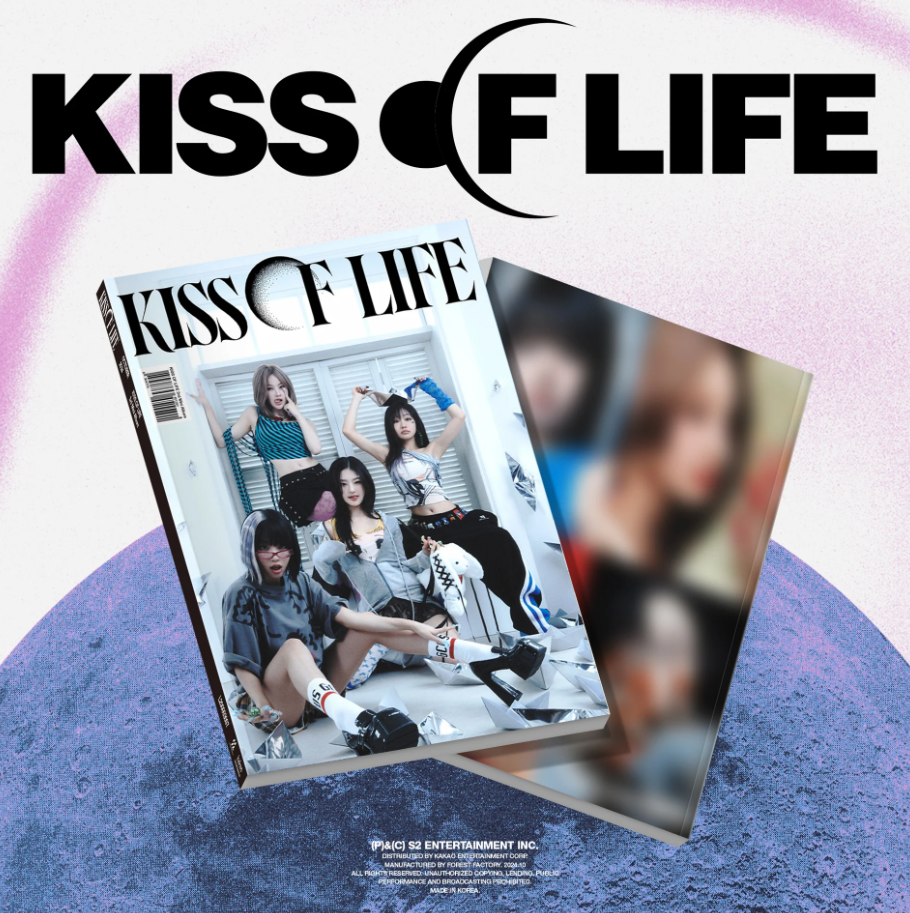 KISS OF LIFE
KISS OF LIFE
(P)&(C) S2 ENTERTAINMENT INC.
DISTRIBUTED BY KAKAO ENTERTAINMENT CORP.
MANUFACTURED BY FOREST FACTORY. 2024.10
ALL RIGHTS RESERVED. UNAUTHORIZED COPYING, LENDING, PUBLIC
PERFORMANCE AND BROADCASTING PROHIBITED.
MADE IN KOREA.